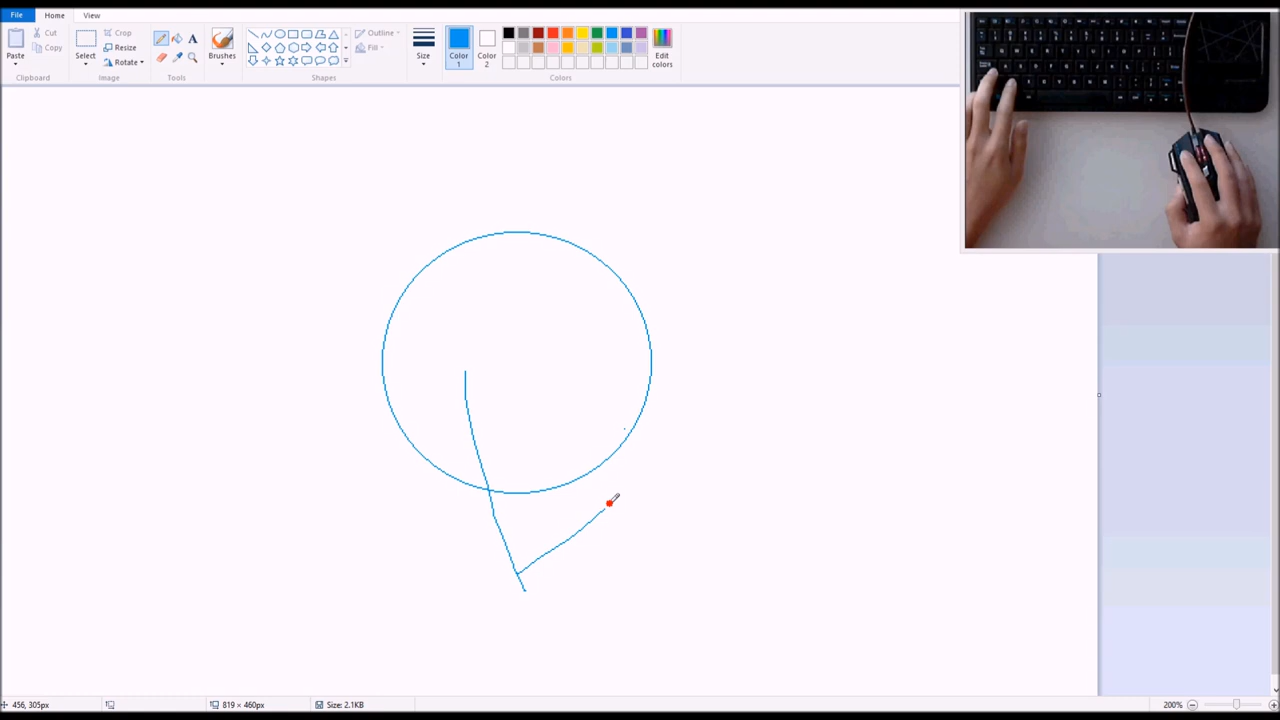 File Home View
Paste Cut Copy Clipboard
Select Crop Resize Rotate Image
A Tools
Brushes
Outline Fill Shapes
Size
Color 1 Color 2 Edit colors Colors
456, 305px 819 × 460px Size: 2.1KB 200%